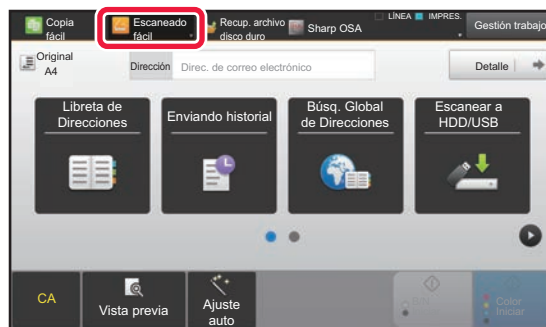 Copia
fácil
Escaneado
fácil
Recup. archivo
disco duro
Sharp OSA
LÍNEA
IMPRES.
Gestión trabajo
Original
A4
Dirección
Direc. de correo electrónico
Detalle
Libreta de
Direcciones
Enviando historial
Búsq. Global
de Direcciones
Escanear a
HDD/USB
CA
Vista previa
Ajuste
auto
Color
Iniciar